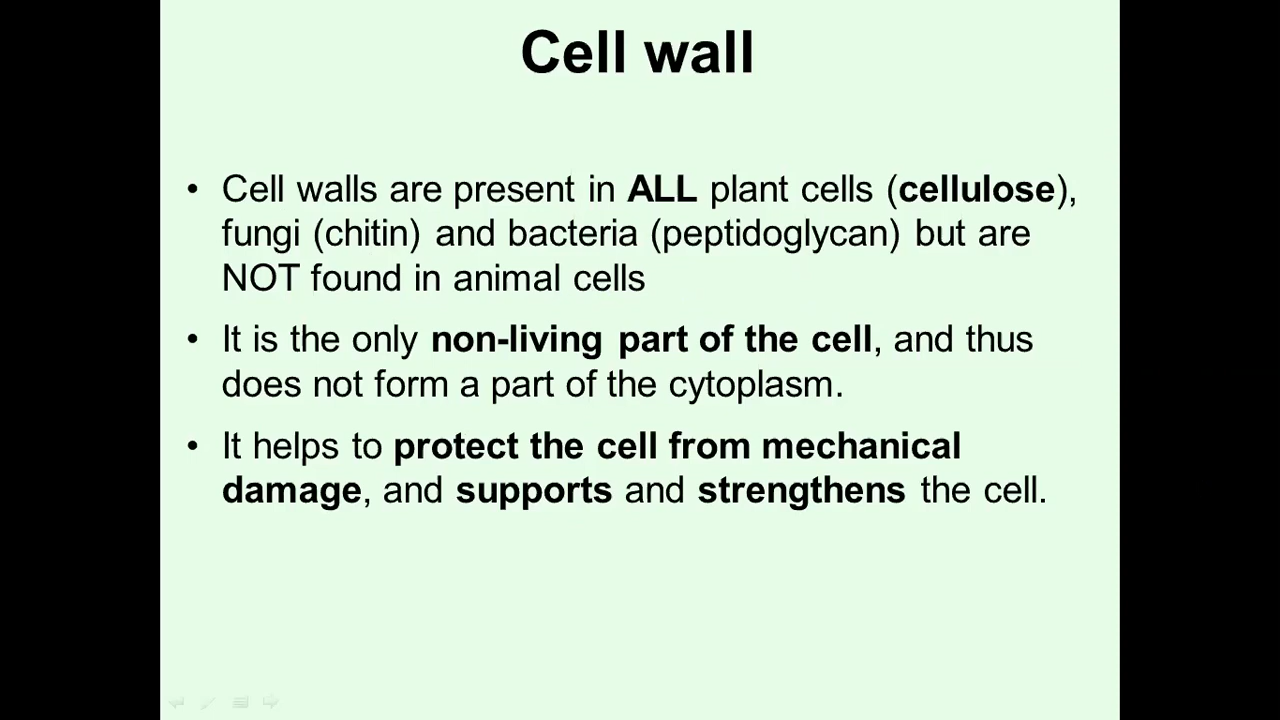 Cell wall
• Cell walls are present in ALL plant cells (cellulose),
fungi (chitin) and bacteria (peptidoglycan) but are
NOT found in animal cells
• It is the only non-living part of the cell, and thus
does not form a part of the cytoplasm.
• It helps to protect the cell from mechanical
damage, and supports and strengthens the cell.